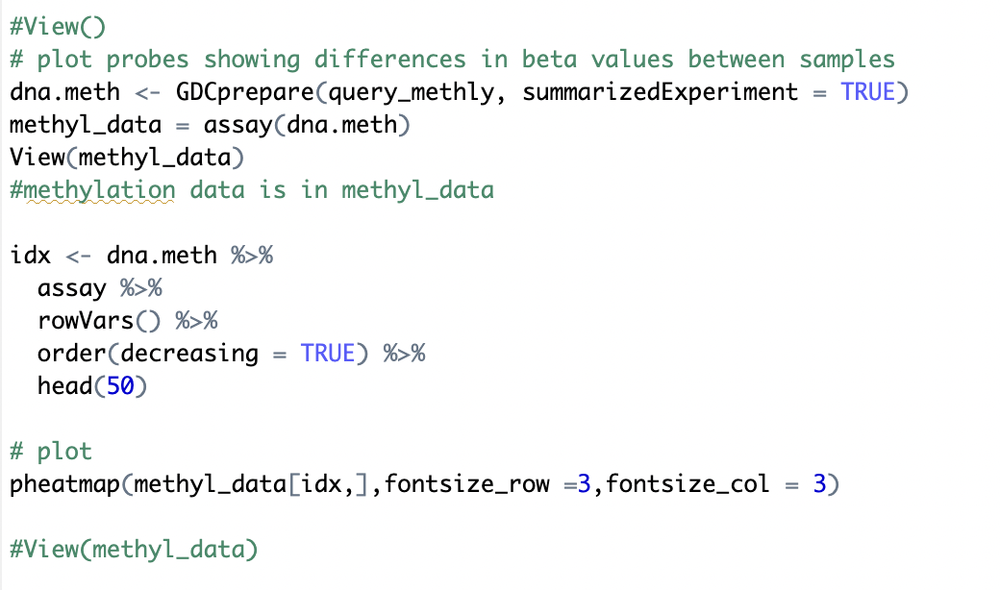 #View()
# plot probes showing differences in beta values between samples
dna.meth <- GDCprepare(query_methly, summarizedExperiment = TRUE)
methyl_data = assay(dna.meth)
View(methyl_data)
#methylation data is in methyl_data
idx <- dna.meth %>%
  assay %>%
  rowVars() %>%
  order(decreasing = TRUE) %>%
  head(50)
# plot
pheatmap(methyl_data[idx,],fontsize_row =3,fontsize_col = 3)
#View(methyl_data)